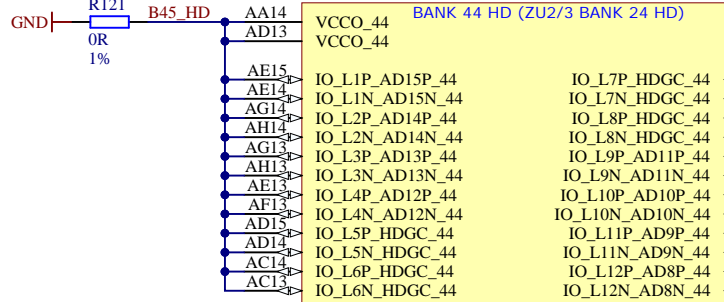 R121
GND
B45_HD
0R
1%
BANK 44 HD (ZU2/3 BANK 24 HD)
AA14 VCCO_44
AD13 VCCO_44
AE15 IO_L1P_AD15P_44 IO_L7P_HDGC_44
AE14 IO_L1N_AD15N_44 IO_L7N_HDGC_44
AG14 IO_L2P_AD14P_44 IO_L8P_HDGC_44
AH14 IO_L2N_AD14N_44 IO_L8N_HDGC_44
AG13 IO_L3P_AD13P_44 IO_L9P_AD11P_44
AH13 IO_L3N_AD13N_44 IO_L9N_AD11N_44
AE13 IO_L4P_AD12P_44 IO_L10P_AD10P_44
AF13 IO_L4N_AD12N_44 IO_L10N_AD10N_44
AD15 IO_L5P_HDGC_44 IO_L11P_AD9P_44
AD14 IO_L5N_HDGC_44 IO_L11N_AD9N_44
AC14 IO_L6P_HDGC_44 IO_L12P_AD8P_44
AC13 IO_L6N_HDGC_44 IO_L12N_AD8N_44